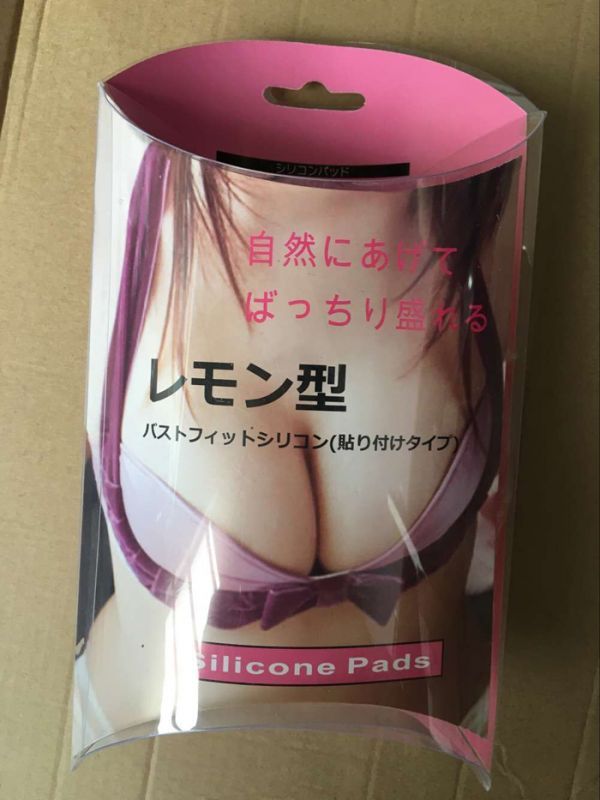 シリコンパッド
自然にあげて
ばっちり盛れる
レモン型
バストフィットシリコン(貼り付けタイプ)
Silicone Pads